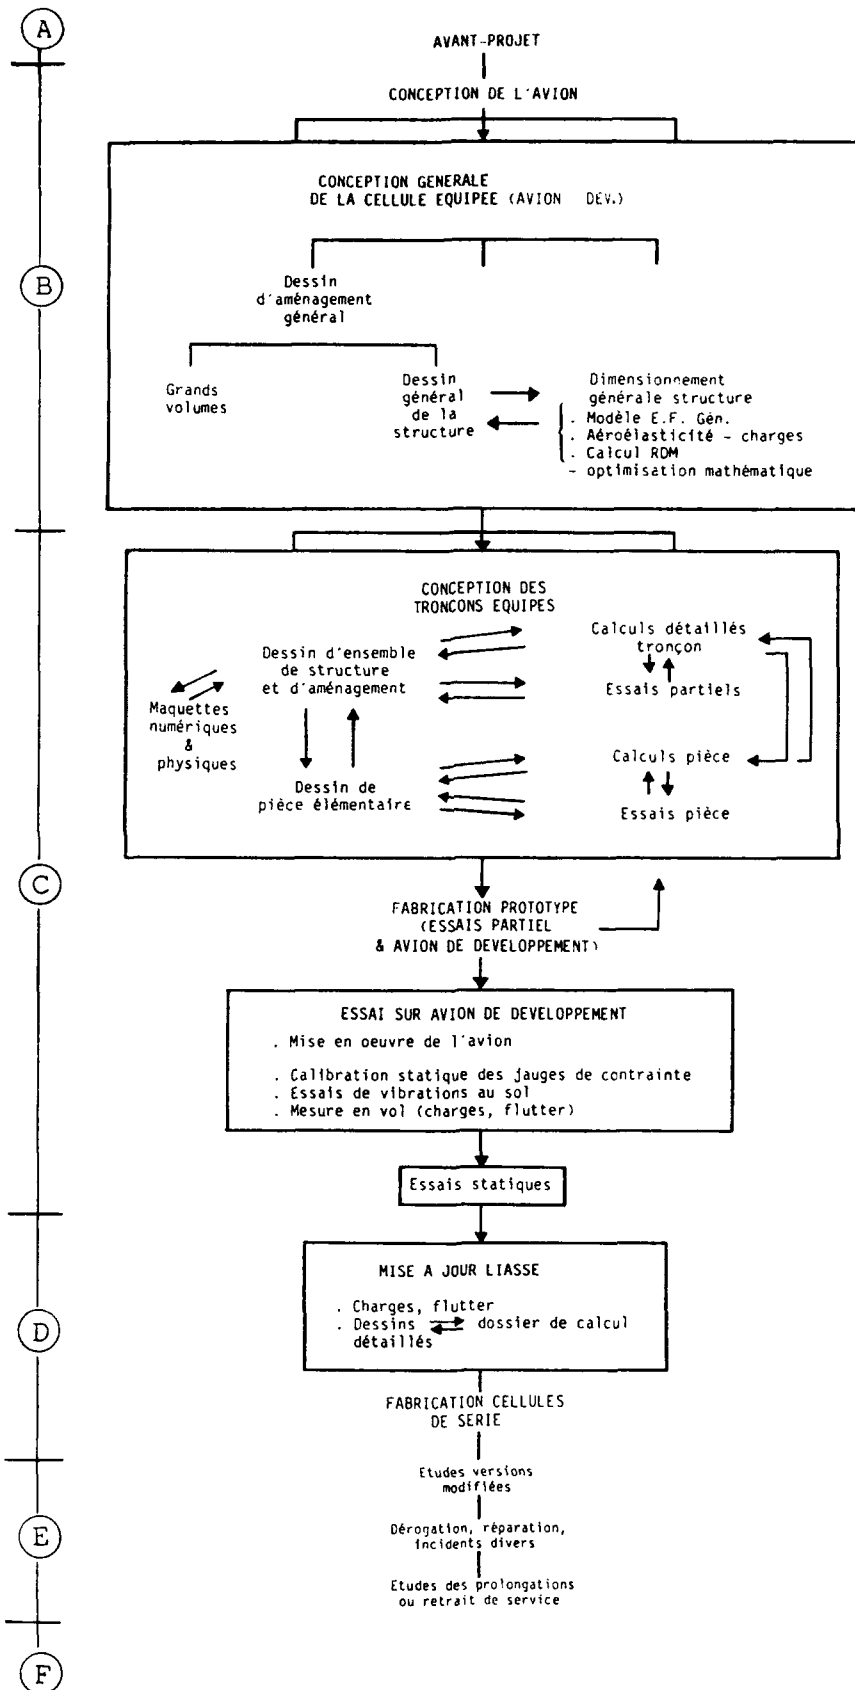 A
AVANT-PROJET
CONCEPTION DE L'AVION
CONCEPTION GENERALE
DE LA CELLULE EQUIPEE (AVION DEV.)
B
Dessin
d'aménagement
général
Grands
volumes
Dessin
général
de la
structure
Dimensionnement
générale structure
. Modèle E.F. Gén.
. Aéroélasticité - charges
. Calcul RDM
- optimisation mathématique
CONCEPTION DES
TRONCONS EQUIPES
Dessin d'ensemble
de structure
et d'aménagement
Calculs détaillés
tronçon
Essais partiels
Maquettes
numériques
&
physiques
Dessin de
pièce élémentaire
Calculs pièce
Essais pièce
C
FABRICATION PROTOTYPE
(ESSAIS PARTIEL
& AVION DE DEVELOPPEMENT)
ESSAI SUR AVION DE DEVELOPPEMENT
. Mise en oeuvre de l'avion
. Calibration statique des jauges de contrainte
. Essais de vibrations au sol
. Mesure en vol (charges, flutter)
Essais statiques
D
MISE A JOUR LIASSE
. Charges, flutter
. Dessins dossier de calcul
détaillés
FABRICATION CELLULES
DE SERIE
Etudes versions
modifiées
E
Dérogation, réparation,
incidents divers
Etudes des prolongations
ou retrait de service
F